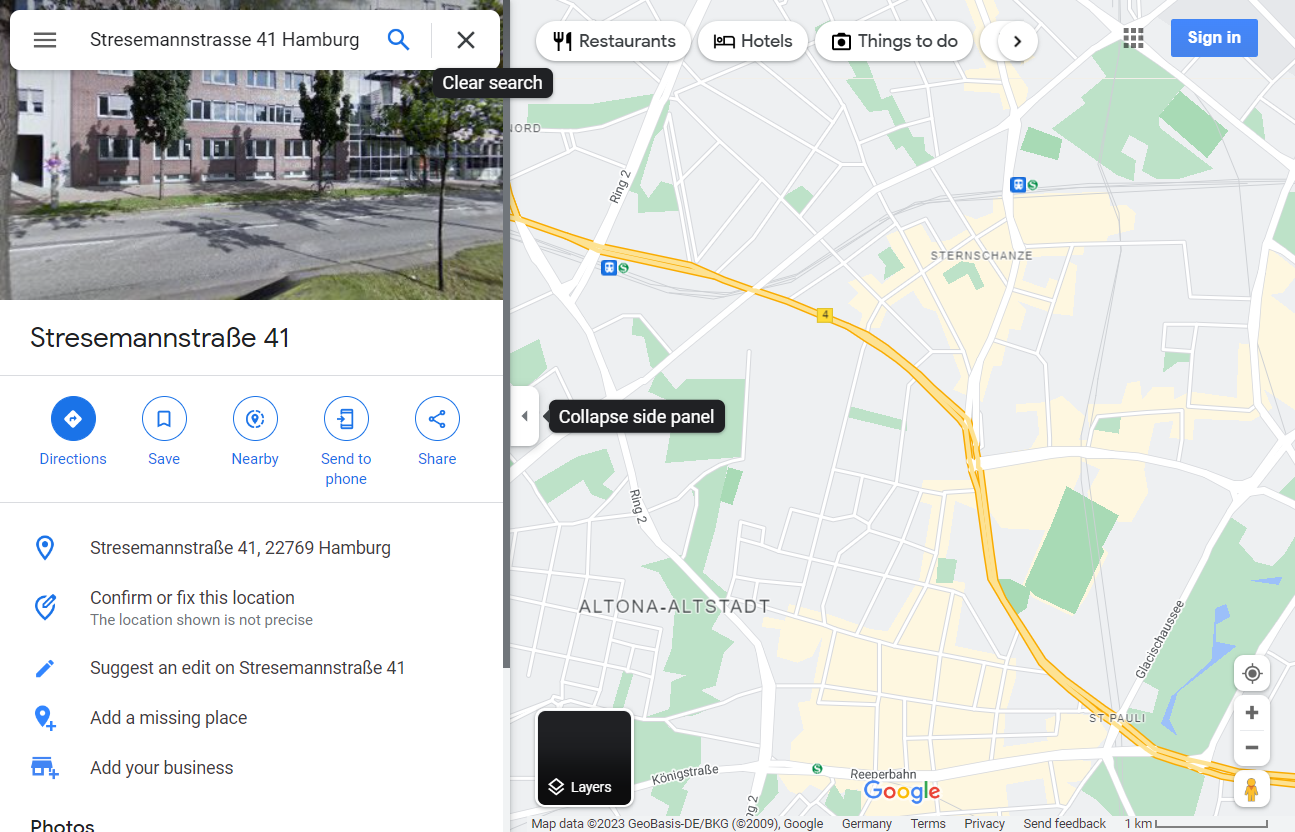 Stresemannstrasse 41 Hamburg
Clear search
Stresemannstraße 41
Directions
Save
Nearby
Send to
phone
Share
Stresemannstraße 41, 22769 Hamburg
Confirm or fix this location
The location shown is not precise
Suggest an edit on Stresemannstraße 41
Add a missing place
Add your business
Photos
Restaurants
Hotels
Things to do
Sign in
NORD
Ring 2
S
S
STERNSCHANZE
4
Collapse side panel
Ring 2
ALTONA-ALTSTADT
Glacischaussee
ST PAULI
Layers
Königstraße
S
Reeperbahn
ng 2
Google
Map data ©2023 GeoBasis-DE/BKG (©2009), Google
Germany
Terms
Privacy
Send feedback
1 km